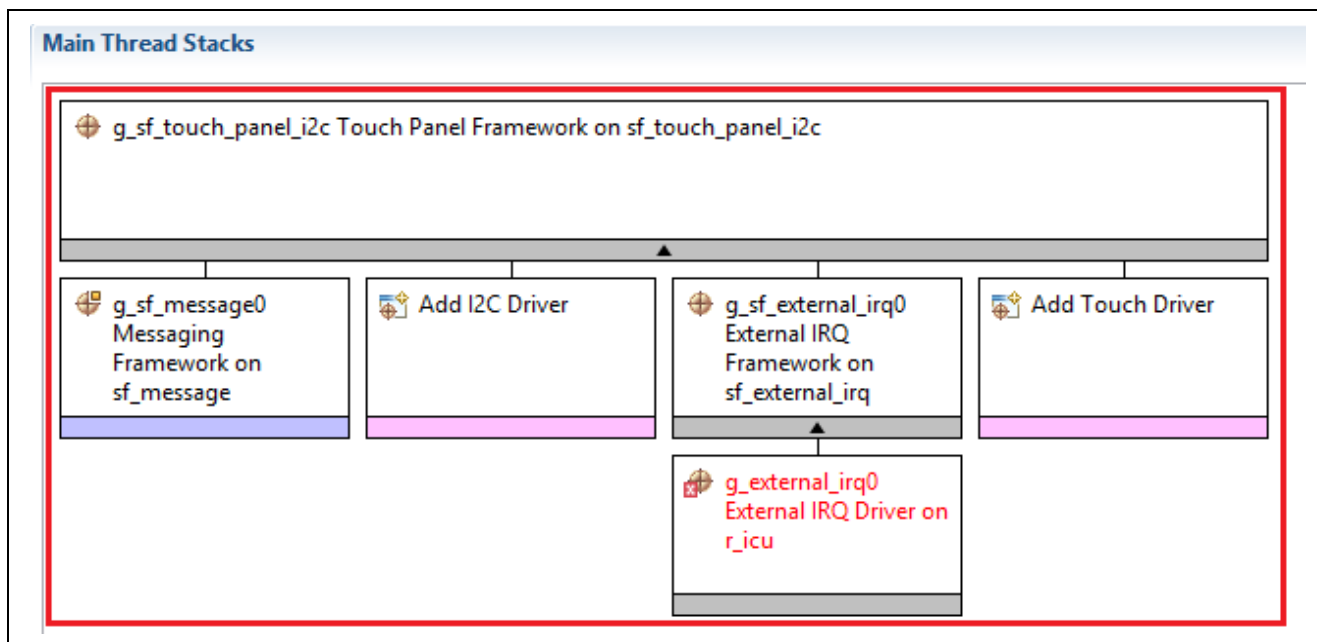 Main Thread Stacks
g_sf_touch_panel_i2c Touch Panel Framework on sf_touch_panel_i2c
g_sf_message0
Messaging
Framework on
sf_message
Add I2C Driver
g_sf_external_irq0
External IRQ
Framework on
sf_external_irq
Add Touch Driver
g_external_irq0
External IRQ Driver on
r_icu